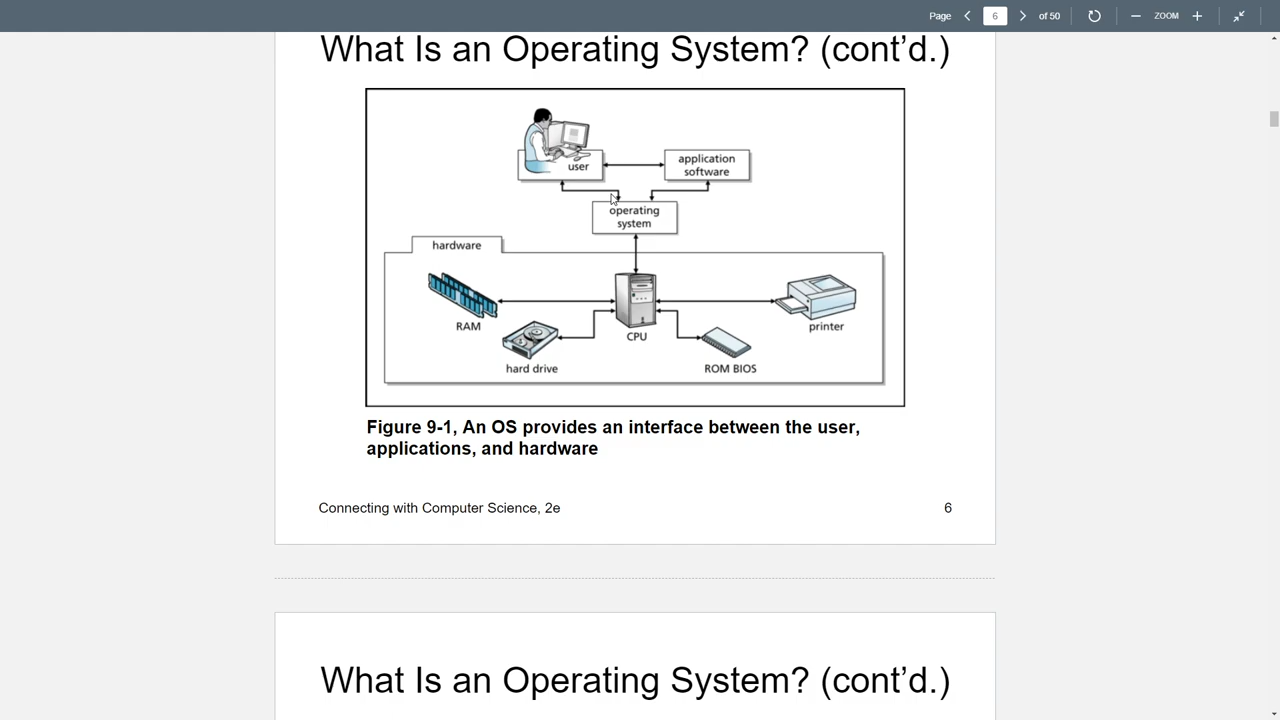 Page 6 of 50 ZOOM
What Is an Operating System? (cont’d.)
user
application
software
operating
system
hardware
RAM
CPU
printer
hard drive
ROM BIOS
Figure 9-1, An OS provides an interface between the user,
applications, and hardware
Connecting with Computer Science, 2e 6
What Is an Operating System? (cont’d.)